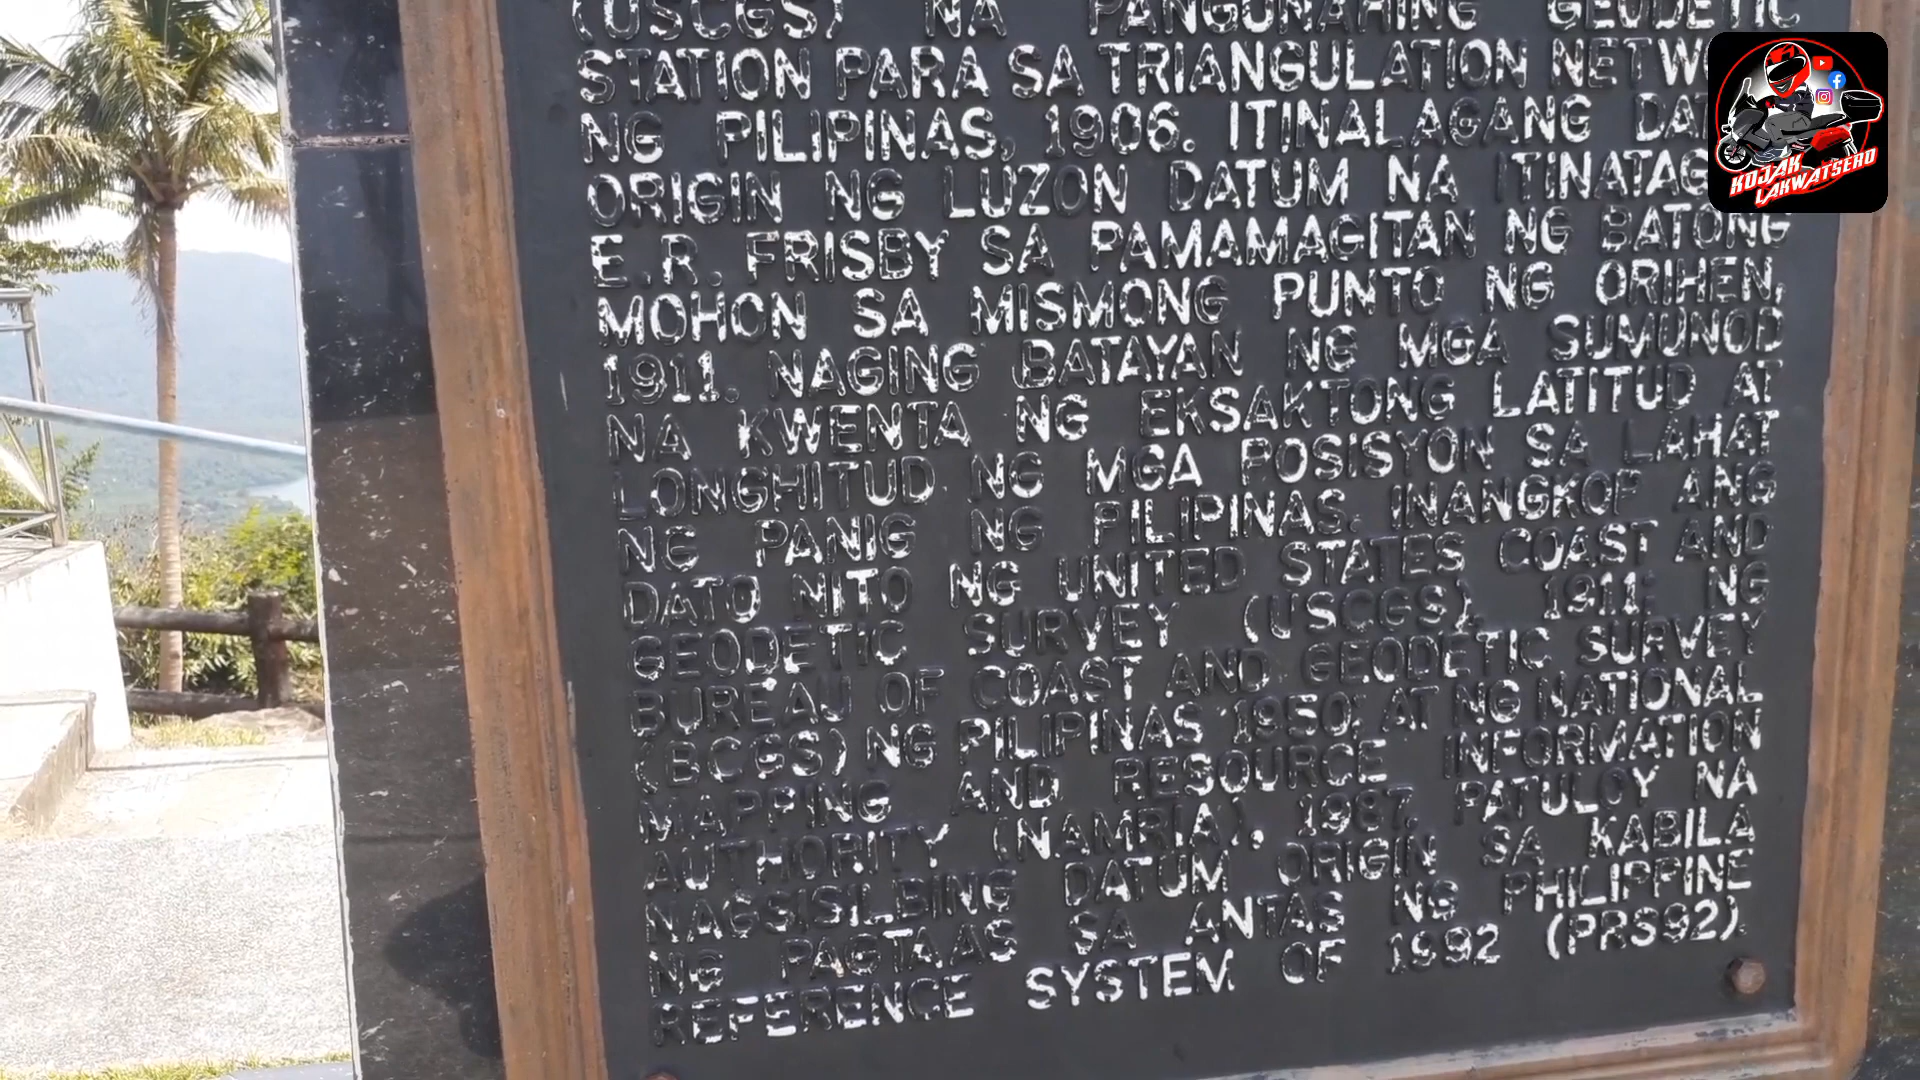 (USCGS) NA PANGUNAHING GEODETIC
STATION PARA SA TRIANGULATION NETWO
NG PILIPINAS, 1906. ITINALAGANG DAT
ORIGIN NG LUZON DATUM NA ITINATAG
E.R. FRISBY SA PAMAMAGITAN NG BATONG
MOHON SA MISMONG PUNTO NG ORIHEN,
1911. NAGING BATAYAN NG MGA SUMUNOD
NA KWENTA NG EKSAKTONG LATITUD AT
LONGHITUD NG MGA POSISYON SA LAHAT
NG PANIG NG PILIPINAS. INANGKOP ANG
DATO NITO NG UNITED STATES COAST AND
GEODETIC SURVEY (USCGS), 1911; NG
BUREAU OF COAST AND GEODETIC SURVEY
(BCGS) NG PILIPINAS 1950; AT NG NATIONAL
MAPPING AND RESOURCE INFORMATION
AUTHORITY (NAMRIA), 1987. PATULOY NA
NAGSISILBING DATUM ORIGIN SA KABILA
NG PAGTAAS SA ANTAS NG PHILIPPINE
REFERENCE SYSTEM OF 1992 (PRS92).
KOJAK
LAKWATSERO